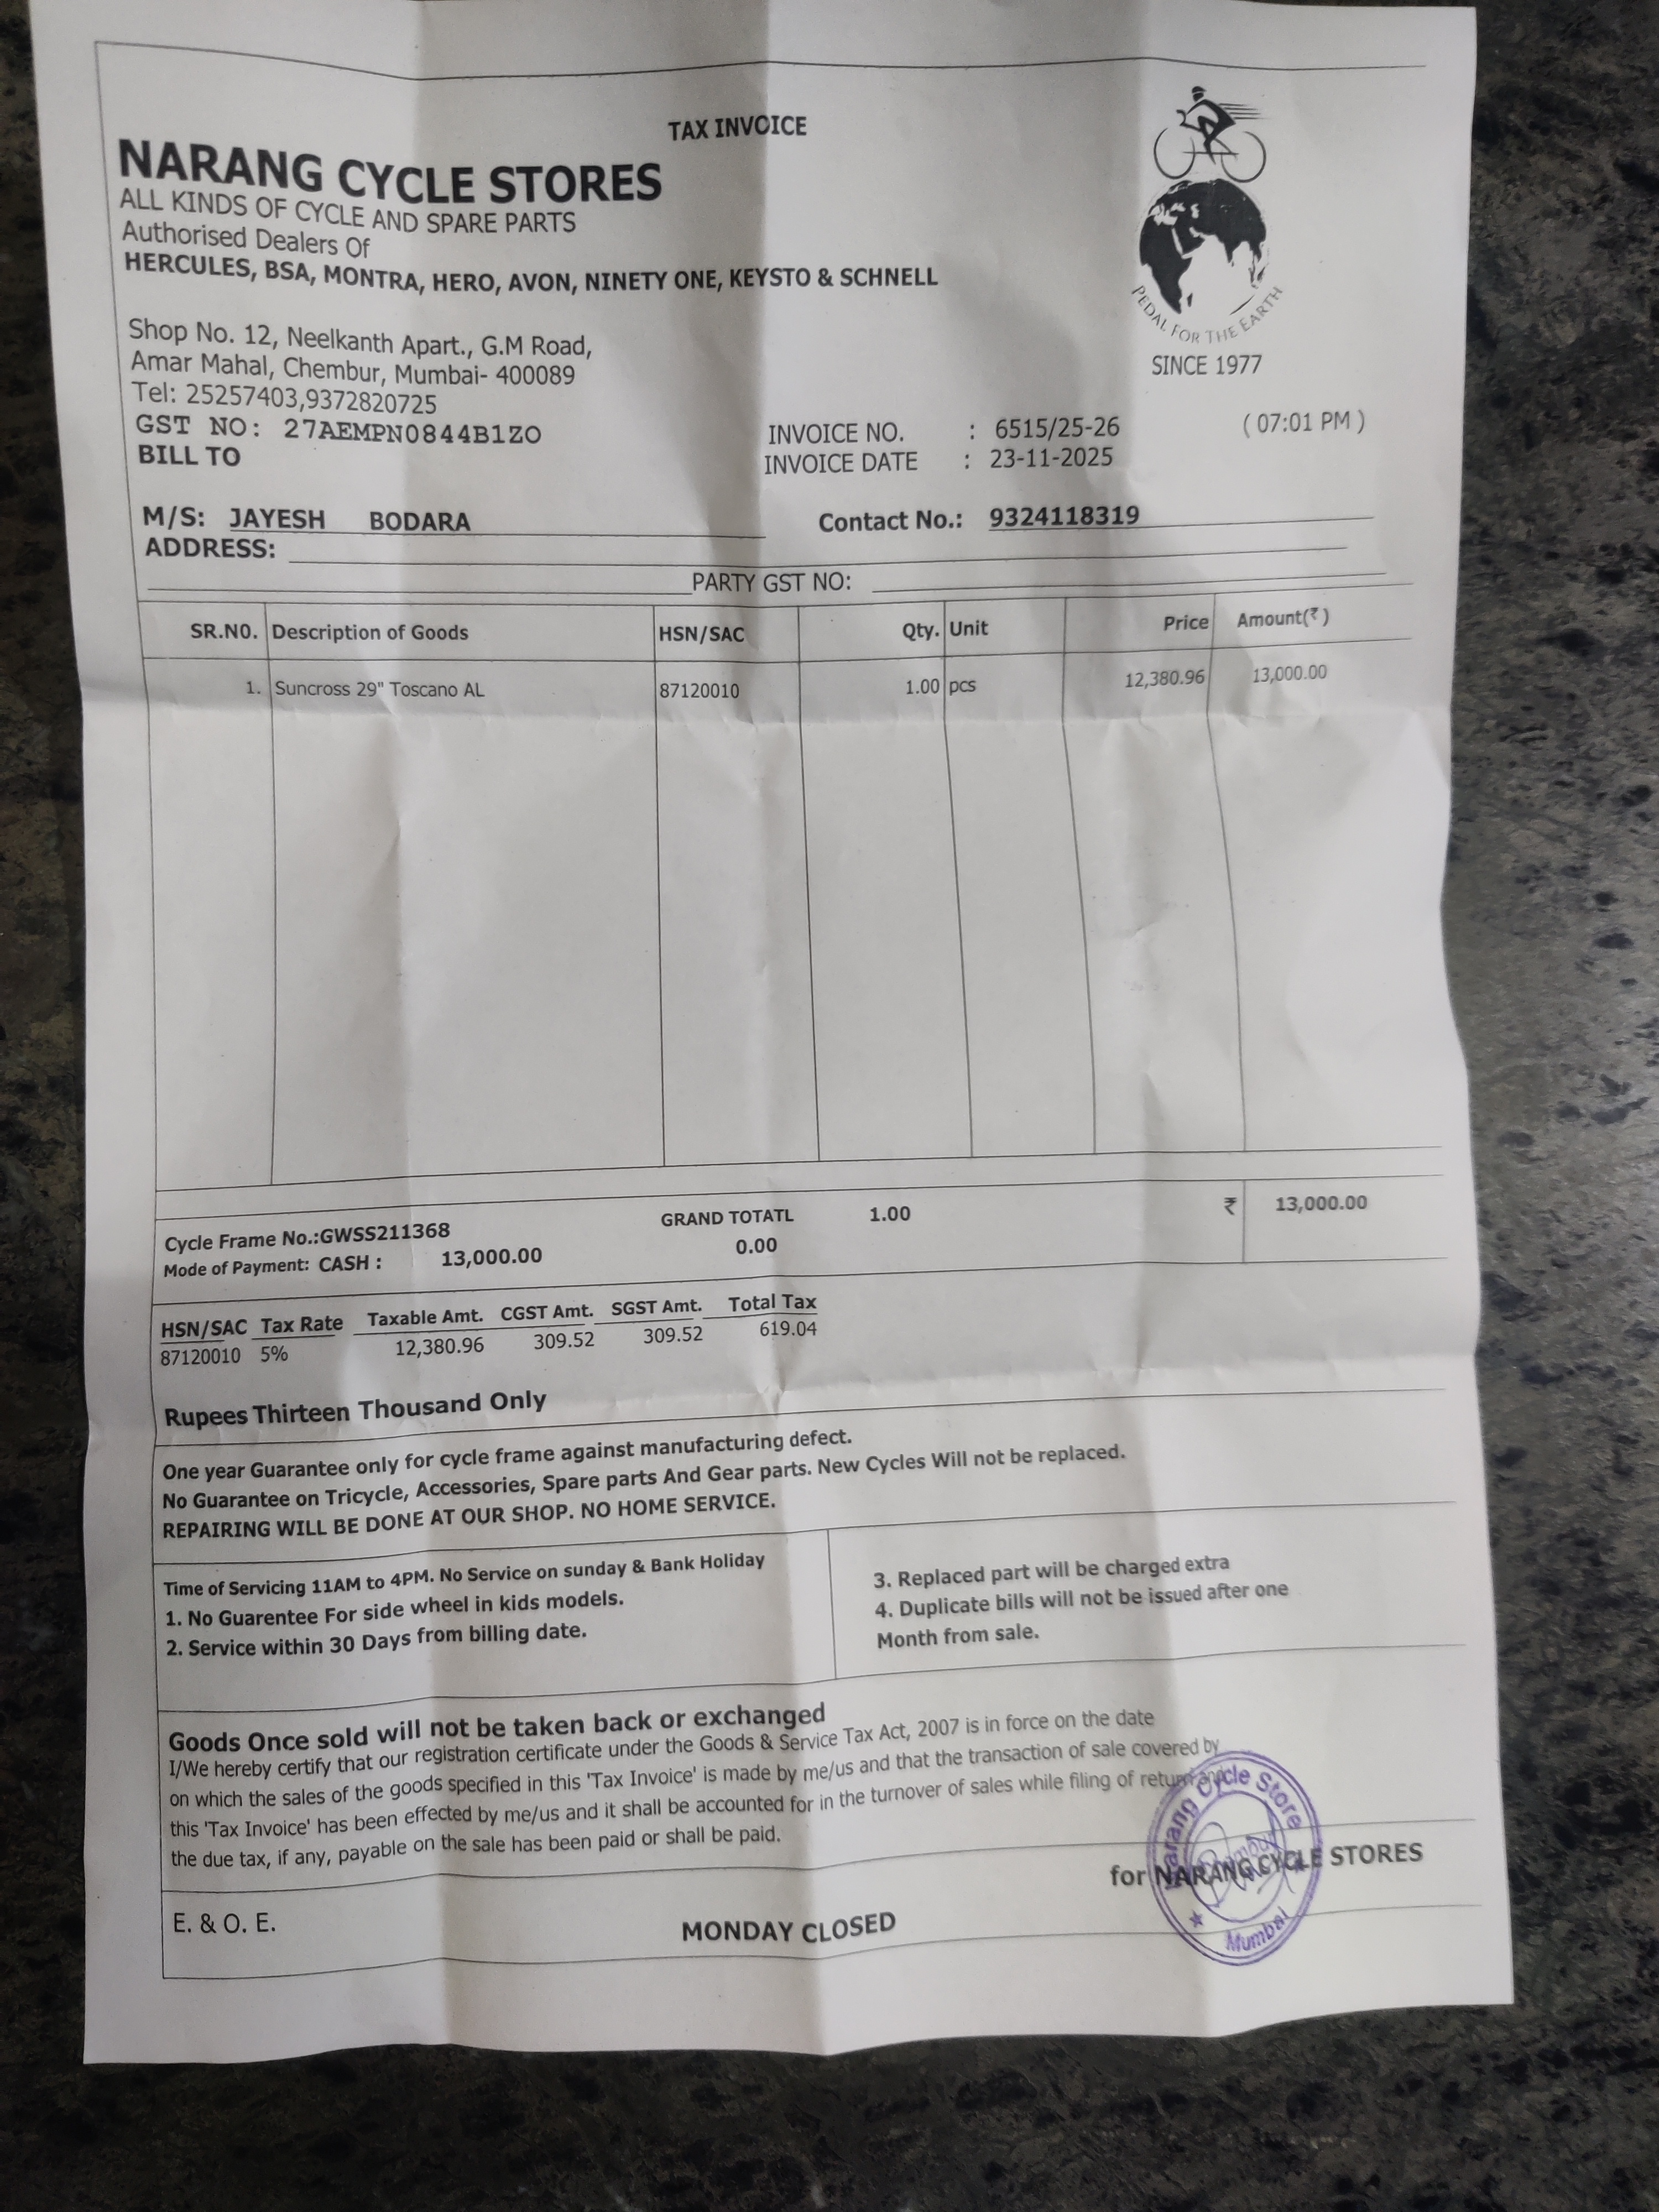 TAX INVOICE
NARANG CYCLE STORES
ALL KINDS OF CYCLE AND SPARE PARTS
Authorised Dealers Of
HERCULES, BSA, MONTRA, HERO, AVON, NINETY ONE, KEYSTO & SCHNELL
PEDAL FOR THE EARTH
SINCE 1977
Shop No. 12, Neelkanth Apart., G.M Road,
Amar Mahal, Chembur, Mumbai- 400089
Tel: 25257403,9372820725
GST NO: 27AEMPN0844B1ZO
INVOICE NO. : 6515/25-26 ( 07:01 PM )
BILL TO
INVOICE DATE : 23-11-2025
M/S: JAYESH BODARA Contact No.: 9324118319
ADDRESS:
PARTY GST NO:
SR.NO. Description of Goods HSN/SAC Qty. Unit Price Amount(₹)
1. Suncross 29" Toscano AL 87120010 1.00 pcs 12,380.96 13,000.00
Cycle Frame No.:GWSS211368 GRAND TOTATL 1.00 ₹ 13,000.00
Mode of Payment: CASH : 13,000.00 0.00
HSN/SAC Tax Rate Taxable Amt. CGST Amt. SGST Amt. Total Tax
87120010 5% 12,380.96 309.52 309.52 619.04
Rupees Thirteen Thousand Only
One year Guarantee only for cycle frame against manufacturing defect.
No Guarantee on Tricycle, Accessories, Spare parts And Gear parts. New Cycles Will not be replaced.
REPAIRING WILL BE DONE AT OUR SHOP. NO HOME SERVICE.
Time of Servicing 11AM to 4PM. No Service on sunday & Bank Holiday
1. No Guarentee For side wheel in kids models.
2. Service within 30 Days from billing date.
3. Replaced part will be charged extra
4. Duplicate bills will not be issued after one
Month from sale.
Goods Once sold will not be taken back or exchanged
I/We hereby certify that our registration certificate under the Goods & Service Tax Act, 2007 is in force on the date
on which the sales of the goods specified in this 'Tax Invoice' is made by me/us and that the transaction of sale covered by
this 'Tax Invoice' has been effected by me/us and it shall be accounted for in the turnover of sales while filing of return and
the due tax, if any, payable on the sale has been paid or shall be paid.
for NARANG CYCLE STORES
Narang Cycle Store
Mumbai
E. & O. E.
MONDAY CLOSED